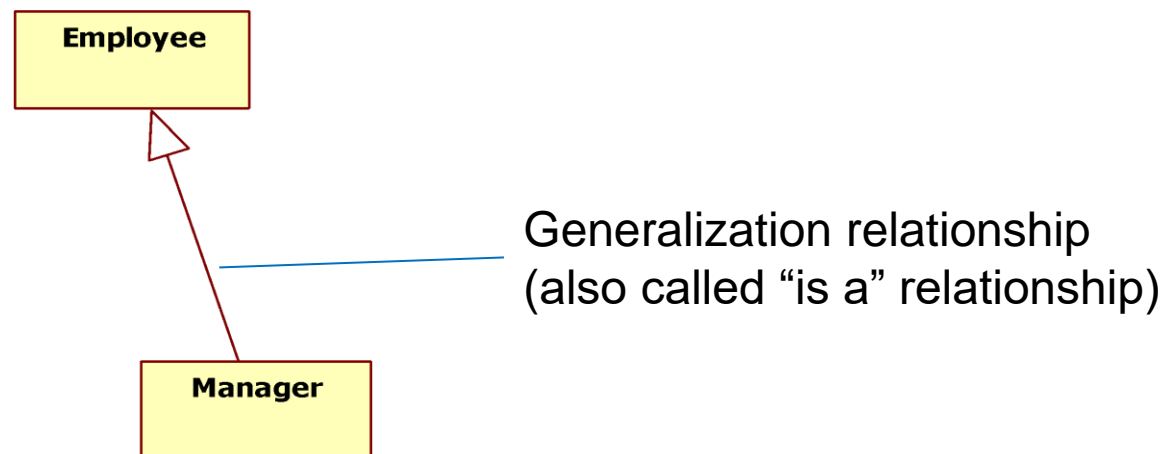 Employee
Generalization relationship
(also called “is a” relationship)
Manager